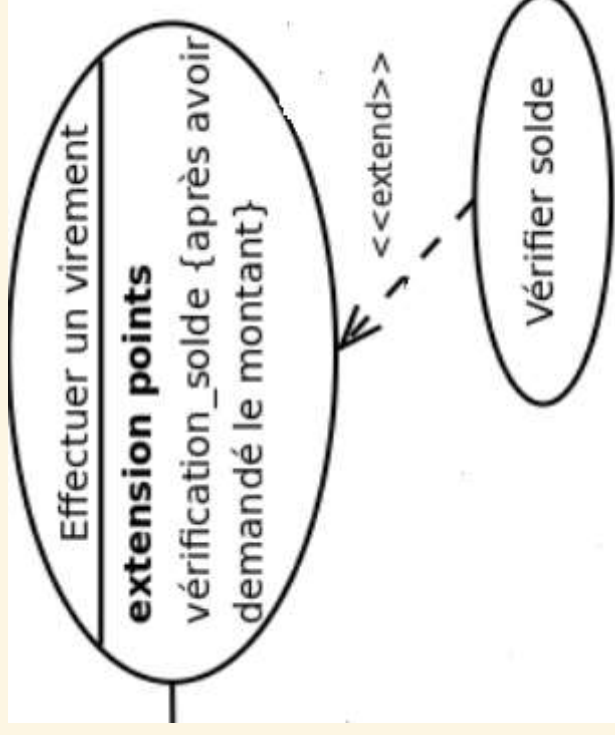 Effectuer un virement
extension points
vérification_solde {après avoir
demandé le montant}
<<extend>>
Vérifier solde